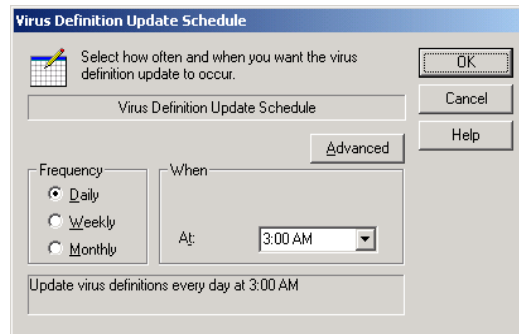 Virus Definition Update Schedule
Select how often and when you want the virus
definition update to occur.
OK
Cancel
Help
Virus Definition Update Schedule
Advanced
Frequency
Daily
Weekly
Monthly
When
At:
3:00 AM
Update virus definitions every day at 3:00 AM